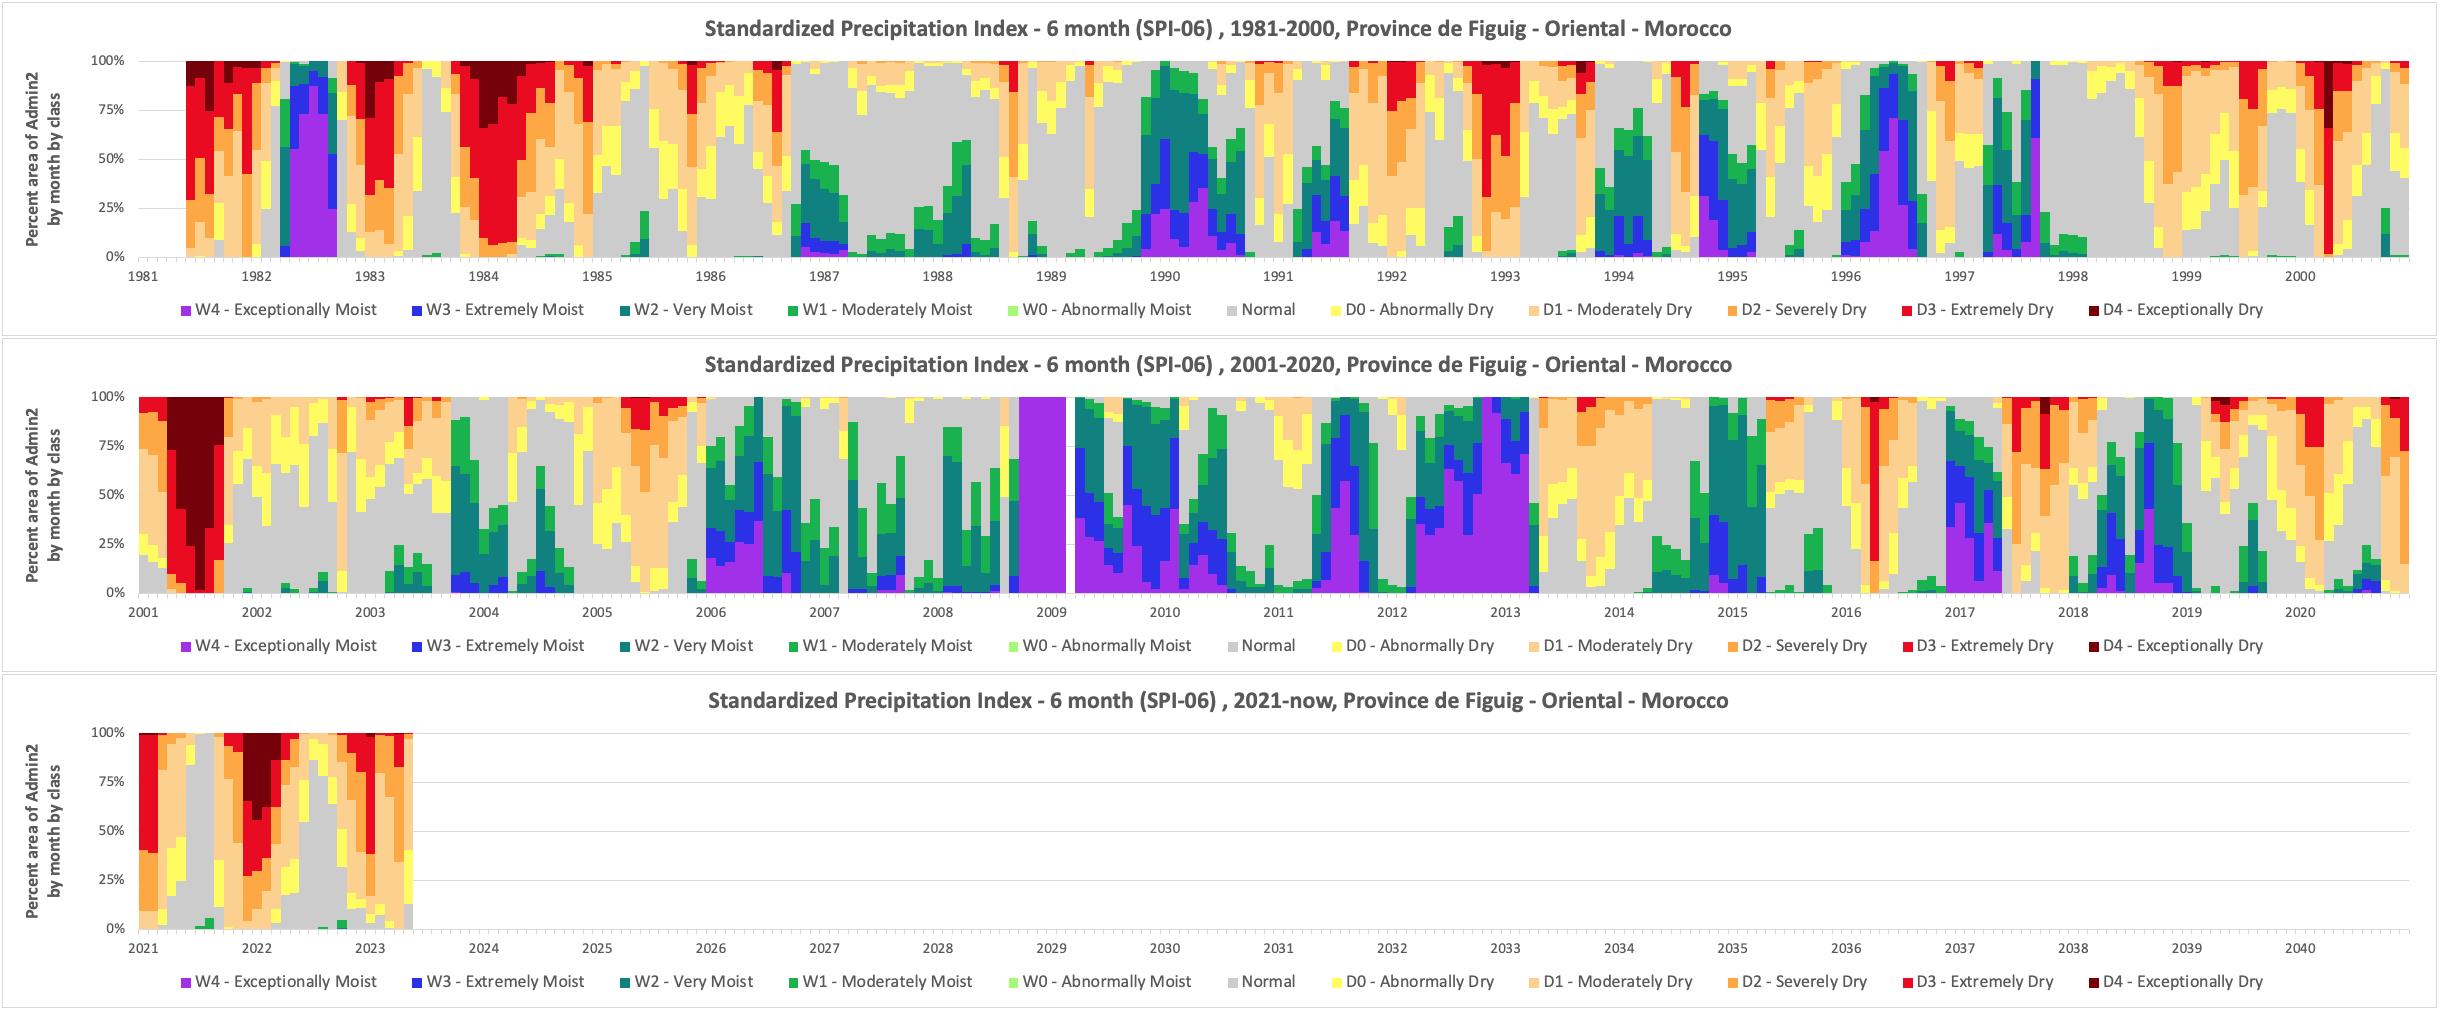 Standardized Precipitation Index - 6 month (SPI-06) , 1981-2000, Province de Figuig - Oriental - Morocco
Percent area of Admin2
by month by class
100%
75%
50%
25%
0%
1981 1982 1983 1984 1985 1986 1987 1988 1989 1990 1991 1992 1993 1994 1995 1996 1997 1998 1999 2000
W4 - Exceptionally Moist W3 - Extremely Moist W2 - Very Moist W1 - Moderately Moist W0 - Abnormally Moist Normal D0 - Abnormally Dry D1 - Moderately Dry D2 - Severely Dry D3 - Extremely Dry D4 - Exceptionally Dry
Standardized Precipitation Index - 6 month (SPI-06) , 2001-2020, Province de Figuig - Oriental - Morocco
Percent area of Admin2
by month by class
100%
75%
50%
25%
0%
2001 2002 2003 2004 2005 2006 2007 2008 2009 2010 2011 2012 2013 2014 2015 2016 2017 2018 2019 2020
W4 - Exceptionally Moist W3 - Extremely Moist W2 - Very Moist W1 - Moderately Moist W0 - Abnormally Moist Normal D0 - Abnormally Dry D1 - Moderately Dry D2 - Severely Dry D3 - Extremely Dry D4 - Exceptionally Dry
Standardized Precipitation Index - 6 month (SPI-06) , 2021-now, Province de Figuig - Oriental - Morocco
Percent area of Admin2
by month by class
100%
75%
50%
25%
0%
2021 2022 2023 2024 2025 2026 2027 2028 2029 2030 2031 2032 2033 2034 2035 2036 2037 2038 2039 2040
W4 - Exceptionally Moist W3 - Extremely Moist W2 - Very Moist W1 - Moderately Moist W0 - Abnormally Moist Normal D0 - Abnormally Dry D1 - Moderately Dry D2 - Severely Dry D3 - Extremely Dry D4 - Exceptionally Dry